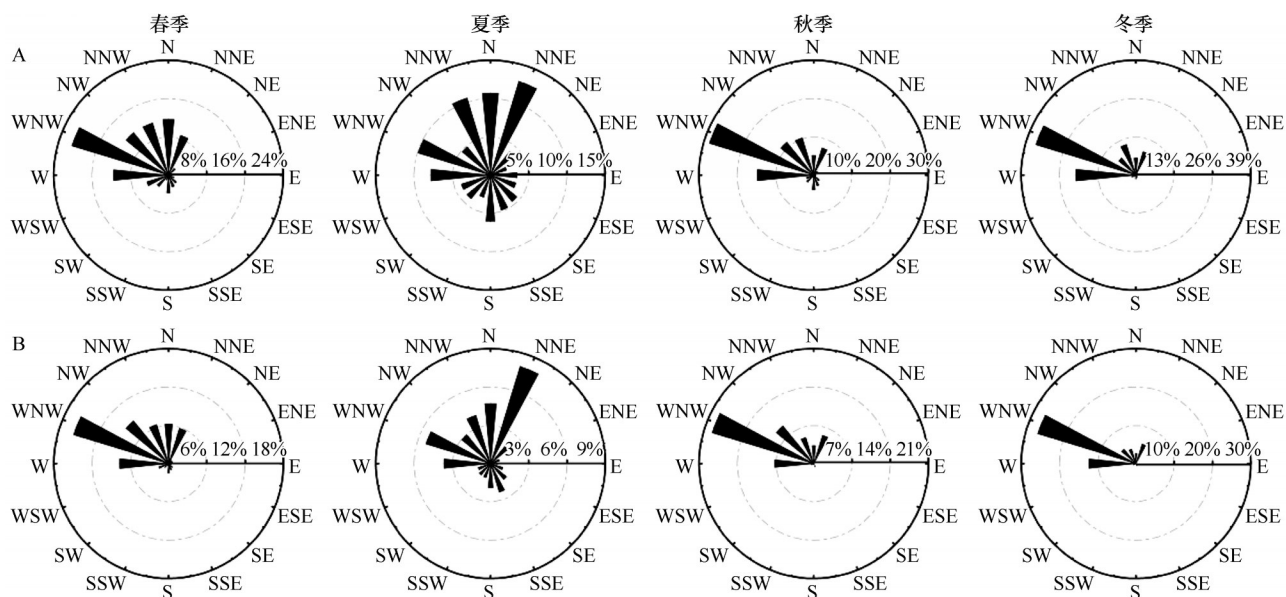 春季 夏季 秋季 冬季
A
N NNE NE ENE E ESE SE SSE S SSW SW WSW W WNW NW NNW 8% 16% 24%
N NNE NE ENE E ESE SE SSE S SSW SW WSW W WNW NW NNW 5% 10% 15%
N NNE NE ENE E ESE SE SSE S SSW SW WSW W WNW NW NNW 10% 20% 30%
N NNE NE ENE E ESE SE SSE S SSW SW WSW W WNW NW NNW 13% 26% 39%
B
N NNE NE ENE E ESE SE SSE S SSW SW WSW W WNW NW NNW 6% 12% 18%
N NNE NE ENE E ESE SE SSE S SSW SW WSW W WNW NW NNW 3% 6% 9%
N NNE NE ENE E ESE SE SSE S SSW SW WSW W WNW NW NNW 7% 14% 21%
N NNE NE ENE E ESE SE SSE S SSW SW WSW W WNW NW NNW 10% 20% 30%